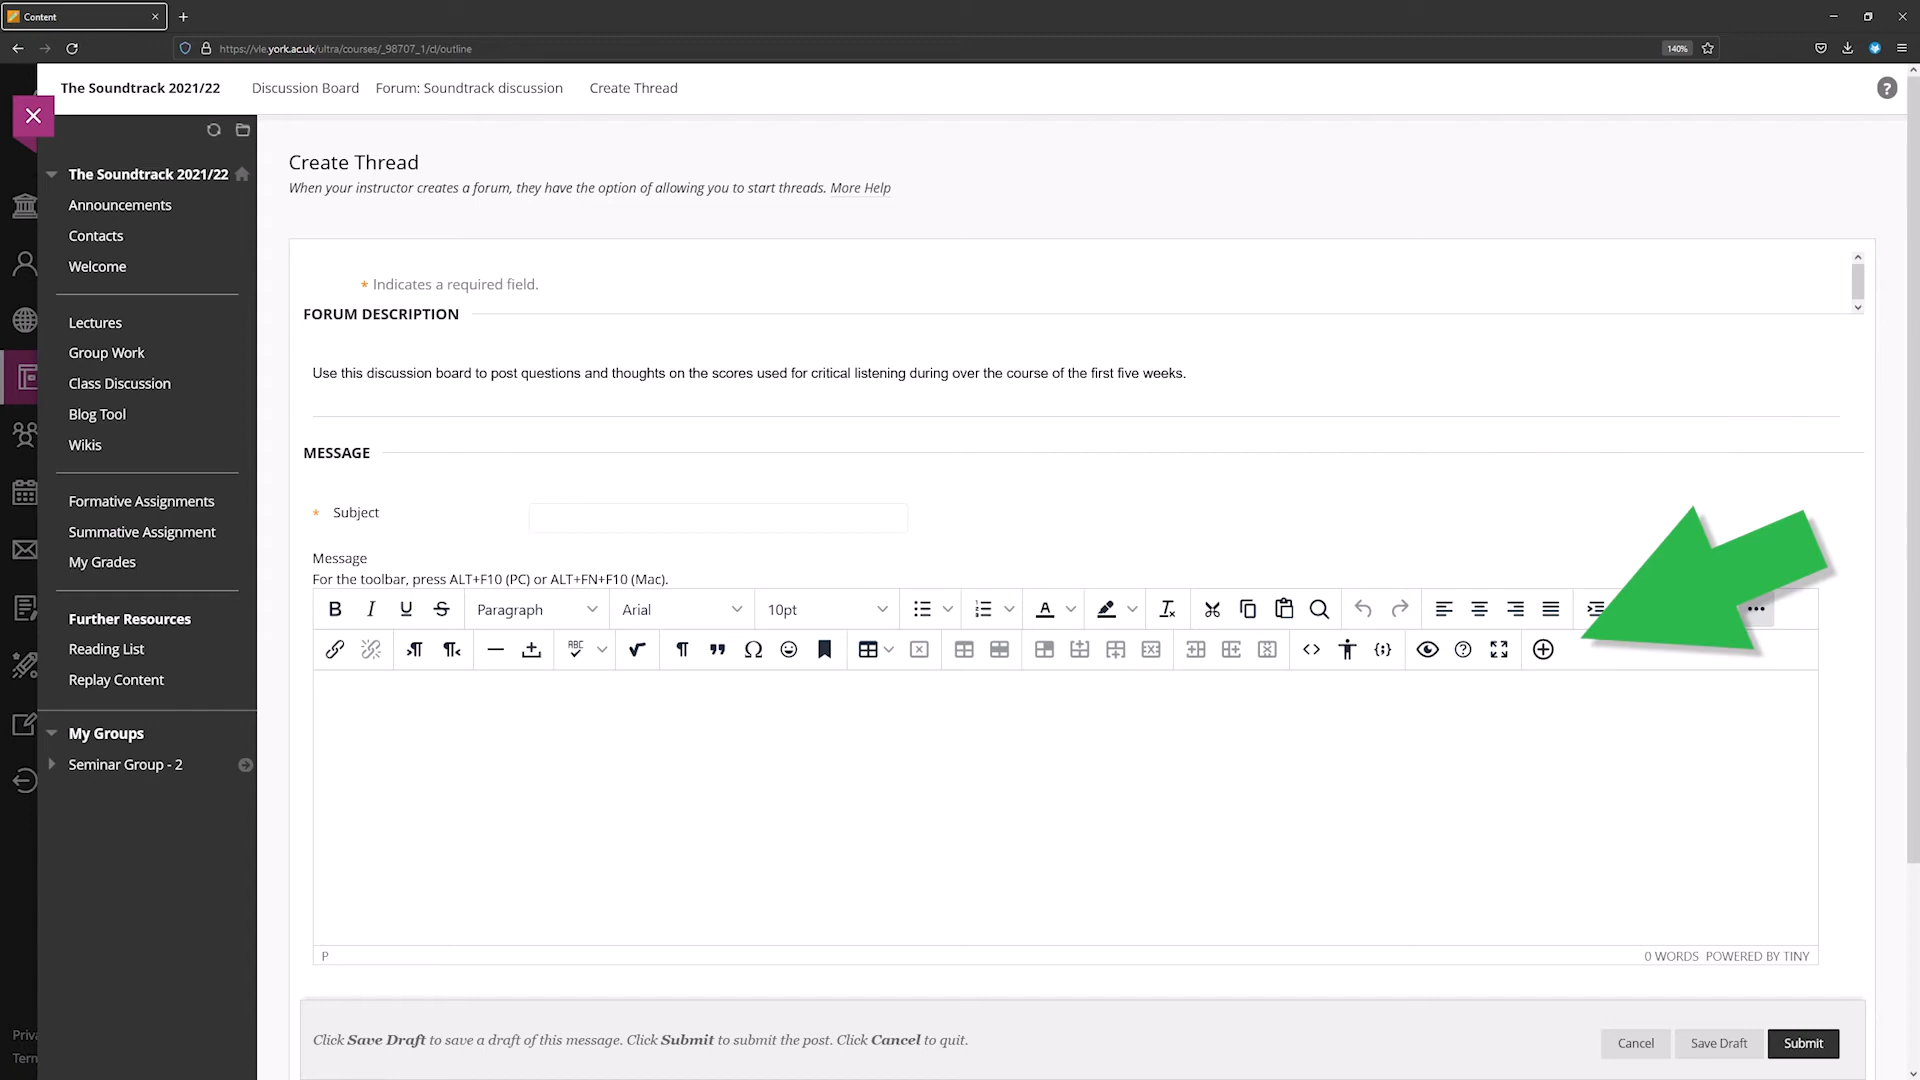 Content
https://vle.york.ac.uk/ultra/courses/_98707_1/cl/outline
140%
The Soundtrack 2021/22
Discussion Board
Forum: Soundtrack discussion
Create Thread
The Soundtrack 2021/22
Announcements
Contacts
Welcome
Lectures
Group Work
Class Discussion
Blog Tool
Wikis
Formative Assignments
Summative Assignment
My Grades
Further Resources
Reading List
Replay Content
My Groups
Seminar Group - 2
Create Thread
When your instructor creates a forum, they have the option of allowing you to start threads. More Help
* Indicates a required field.
FORUM DESCRIPTION
Use this discussion board to post questions and thoughts on the scores used for critical listening during over the course of the first five weeks.
MESSAGE
* Subject
Message
For the toolbar, press ALT+F10 (PC) or ALT+FN+F10 (Mac).
B I U S Paragraph Arial 10pt
ABC
P
0 WORDS POWERED BY TINY
Click Save Draft to save a draft of this message. Click Submit to submit the post. Click Cancel to quit.
Cancel
Save Draft
Submit